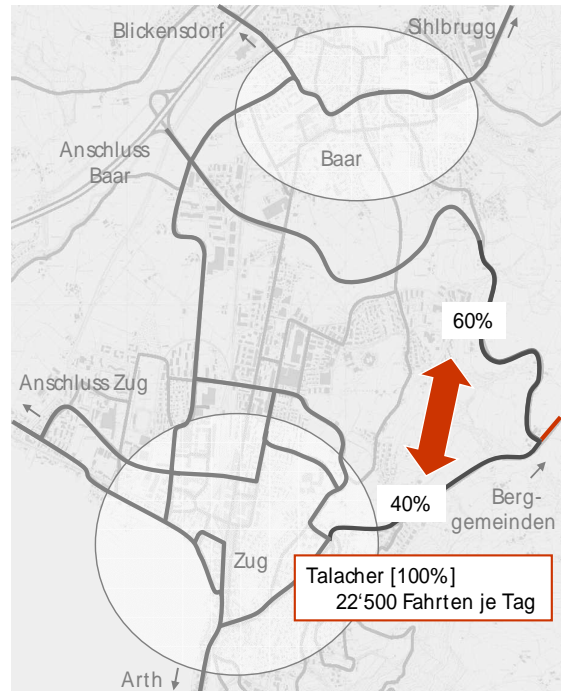 Blickensdorf
Shlbrugg
Anschluss
Baar
Baar
60%
Anschluss Zug
40%
Berg-
gemeinden
Zug
Talacher [100%]
22‘500 Fahrten je Tag
Arth